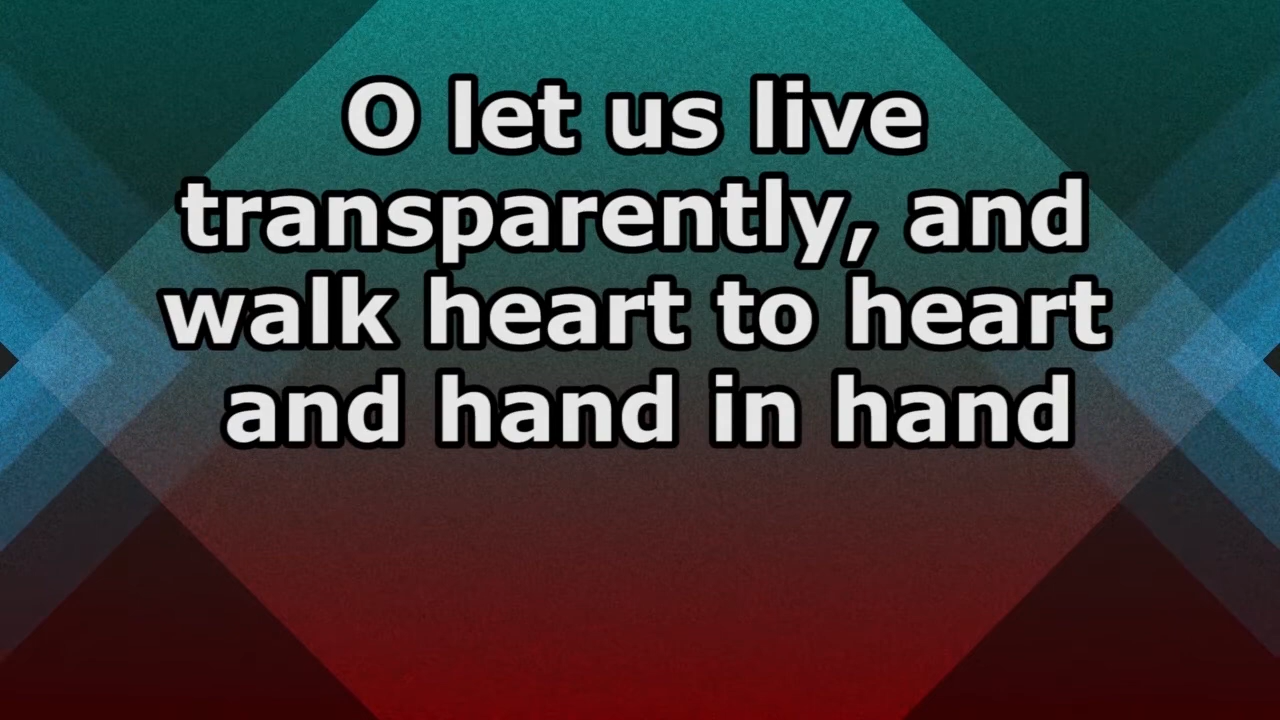 O let us live
transparently, and
walk heart to heart
and hand in hand